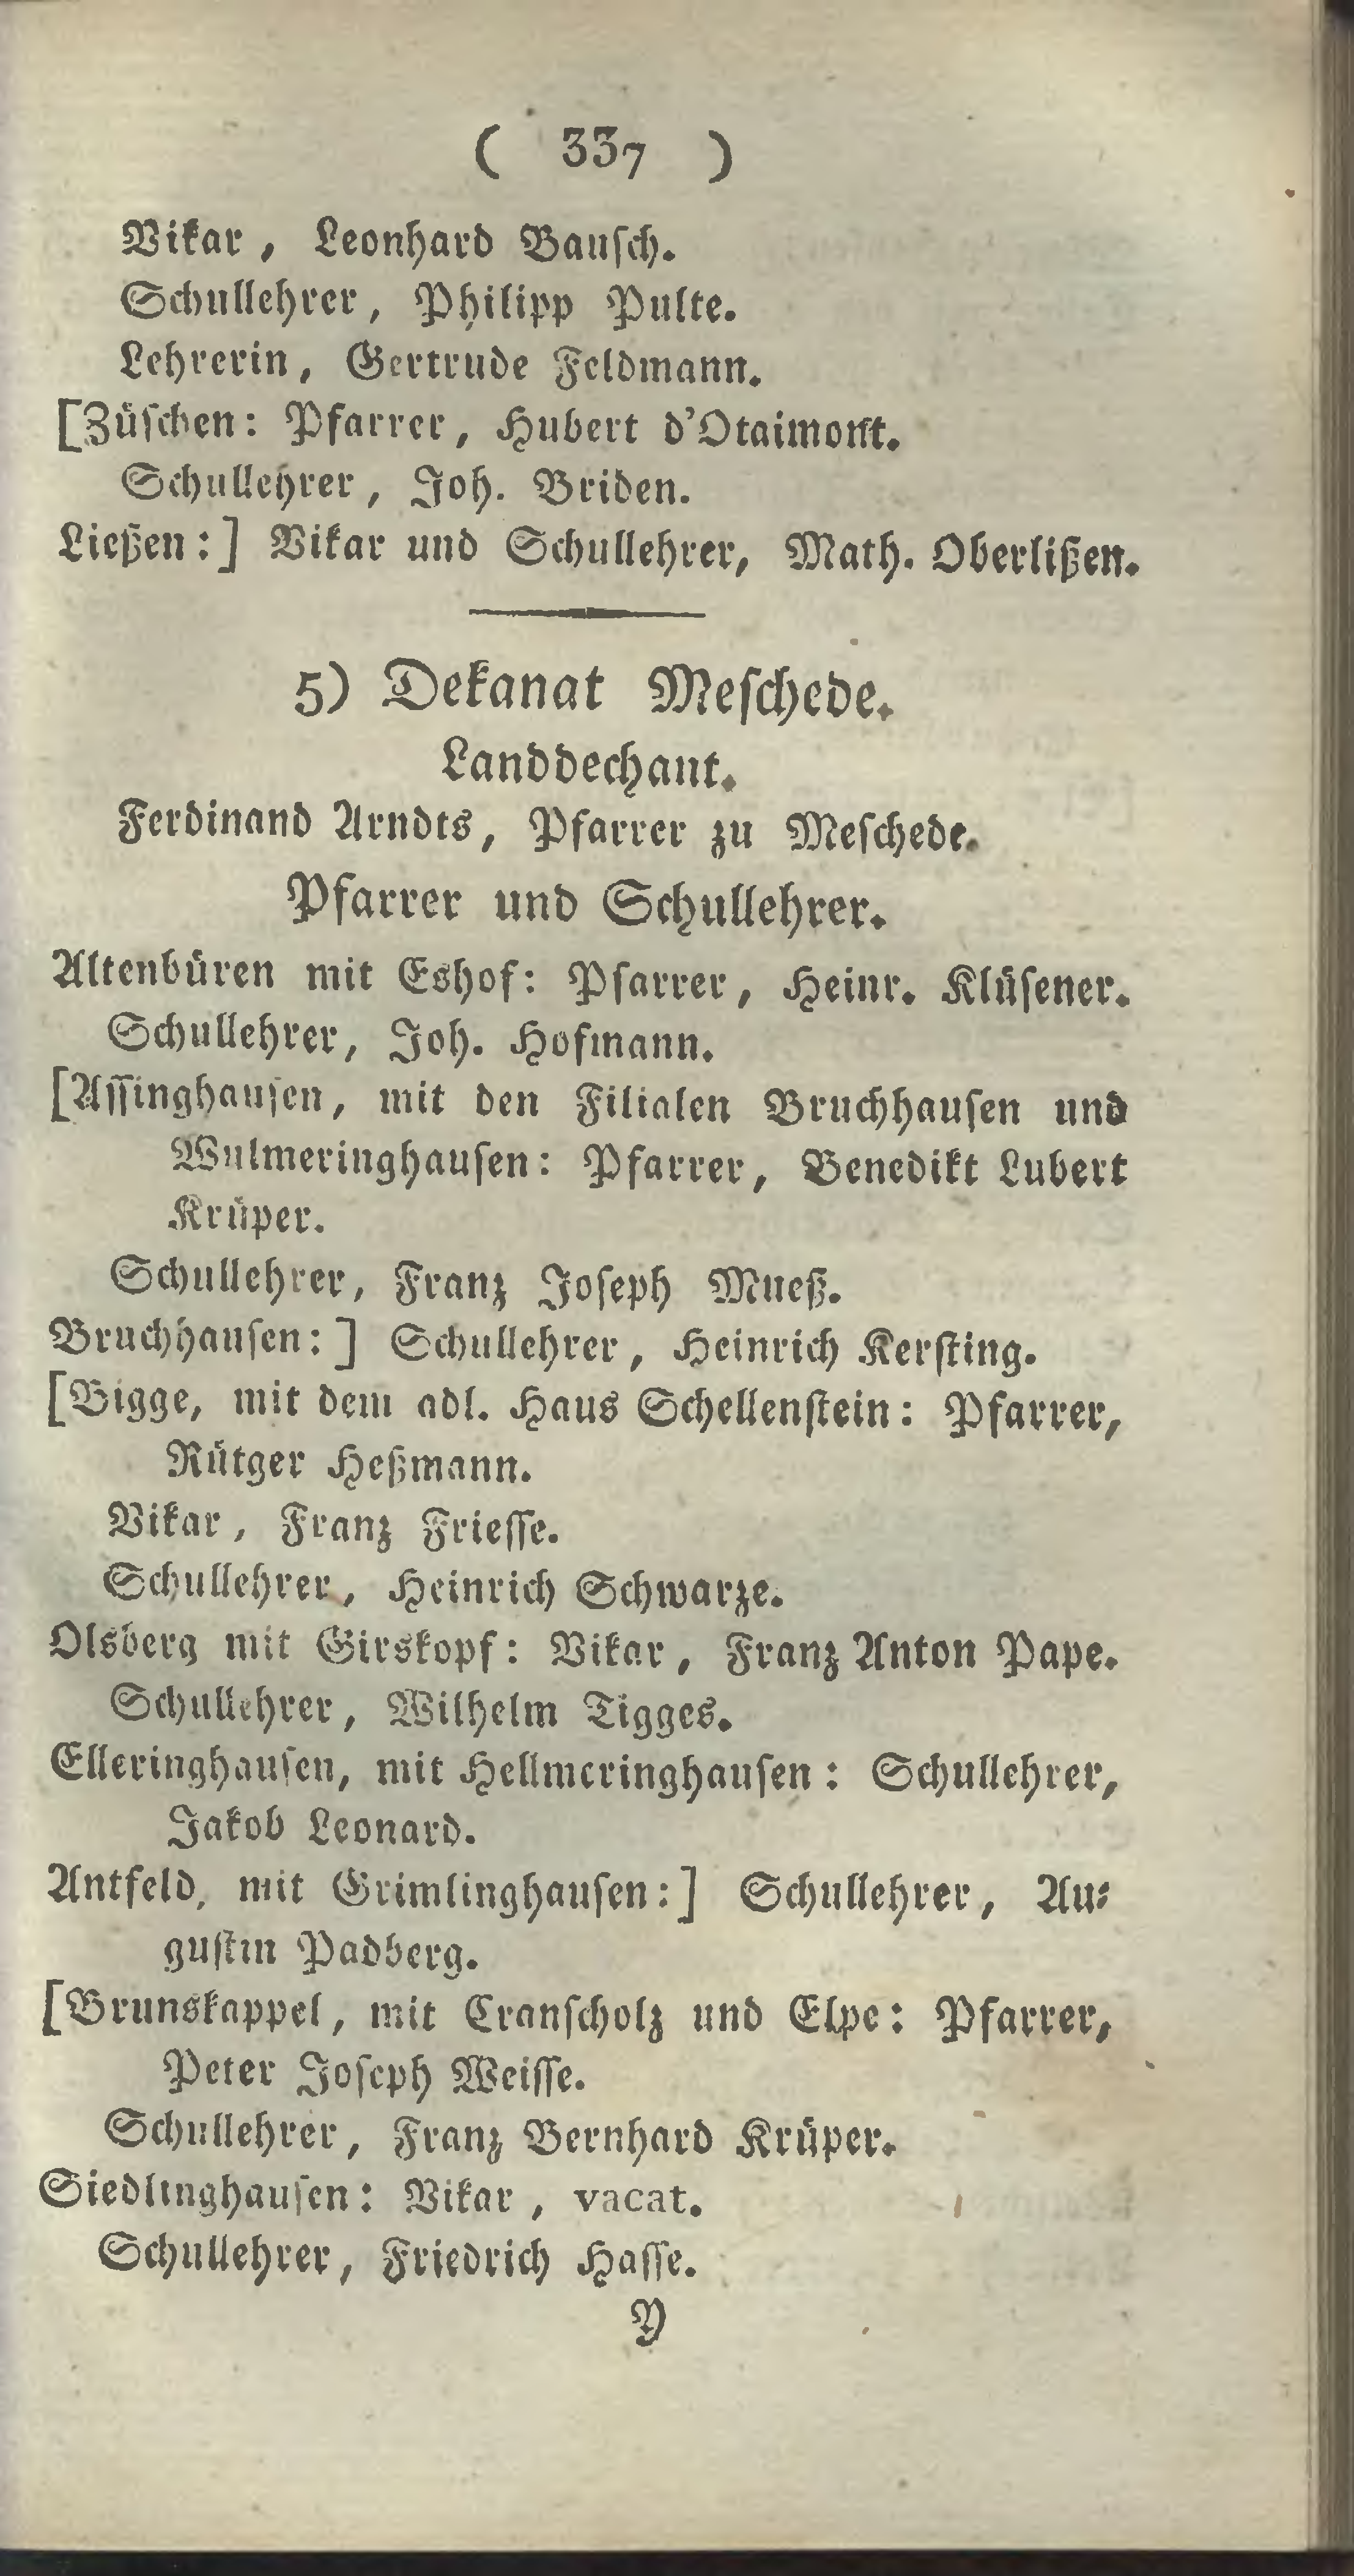 ( 337 )
Vikar, Leonhard Bauſch.
Schullehrer, Philipp Pulte.
Lehrerin, Gertrude Feldmann.
[Züſchen: Pfarrer, Hubert d'Otaimont.
Schullehrer, Joh. Briden.
Ließen:] Vikar und Schullehrer, Math. Oberlißen.
5) Dekanat Meſchede.
Landdechant.
Ferdinand Arndts, Pfarrer zu Meſchede.
Pfarrer und Schullehrer.
Altenbüren mit Eshof: Pfarrer, Heinr. Klüſener.
Schullehrer, Joh. Hofmann.
[Aſſinghauſen, mit den Filialen Bruchhauſen und
Wulmeringhauſen: Pfarrer, Benedikt Lubert
Krüper.
Schullehrer, Franz Joſeph Mueß.
Bruchhauſen:] Schullehrer, Heinrich Kerſting.
[Bigge, mit dem adl. Haus Schellenſtein: Pfarrer,
Rütger Heßmann.
Vikar, Franz Frieſſe.
Schullehrer, Heinrich Schwarze.
Olsberg mit Girskopf: Vikar, Franz Anton Pape.
Schullehrer, Wilhelm Tigges.
Elleringhauſen, mit Hellmeringhauſen: Schullehrer,
Jakob Leonard.
Antfeld, mit Grimlinghauſen:] Schullehrer, Au⸗
guſtin Padberg.
[Brunskappel, mit Cranſcholz und Elpe: Pfarrer,
Peter Joſeph Weiſſe.
Schullehrer, Franz Bernhard Krüper.
Siedlinghauſen: Vikar, vacat.
Schullehrer, Friedrich Haſſe.
Y